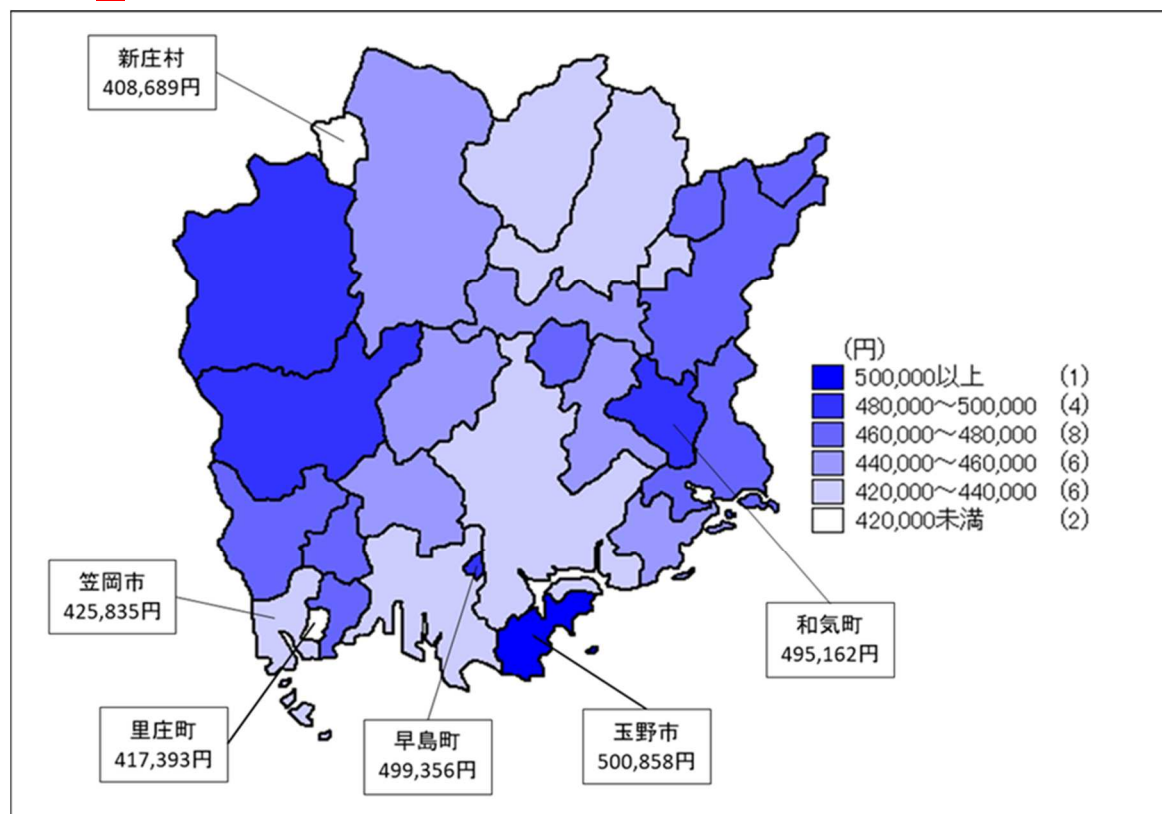 新庄村
408,689円
(円)
500,000以上 (1)
480,000～500,000 (4)
460,000～480,000 (8)
440,000～460,000 (6)
420,000～440,000 (6)
420,000未満 (2)
笠岡市
425,835円
和気町
495,162円
里庄町
417,393円
早島町
499,356円
玉野市
500,858円